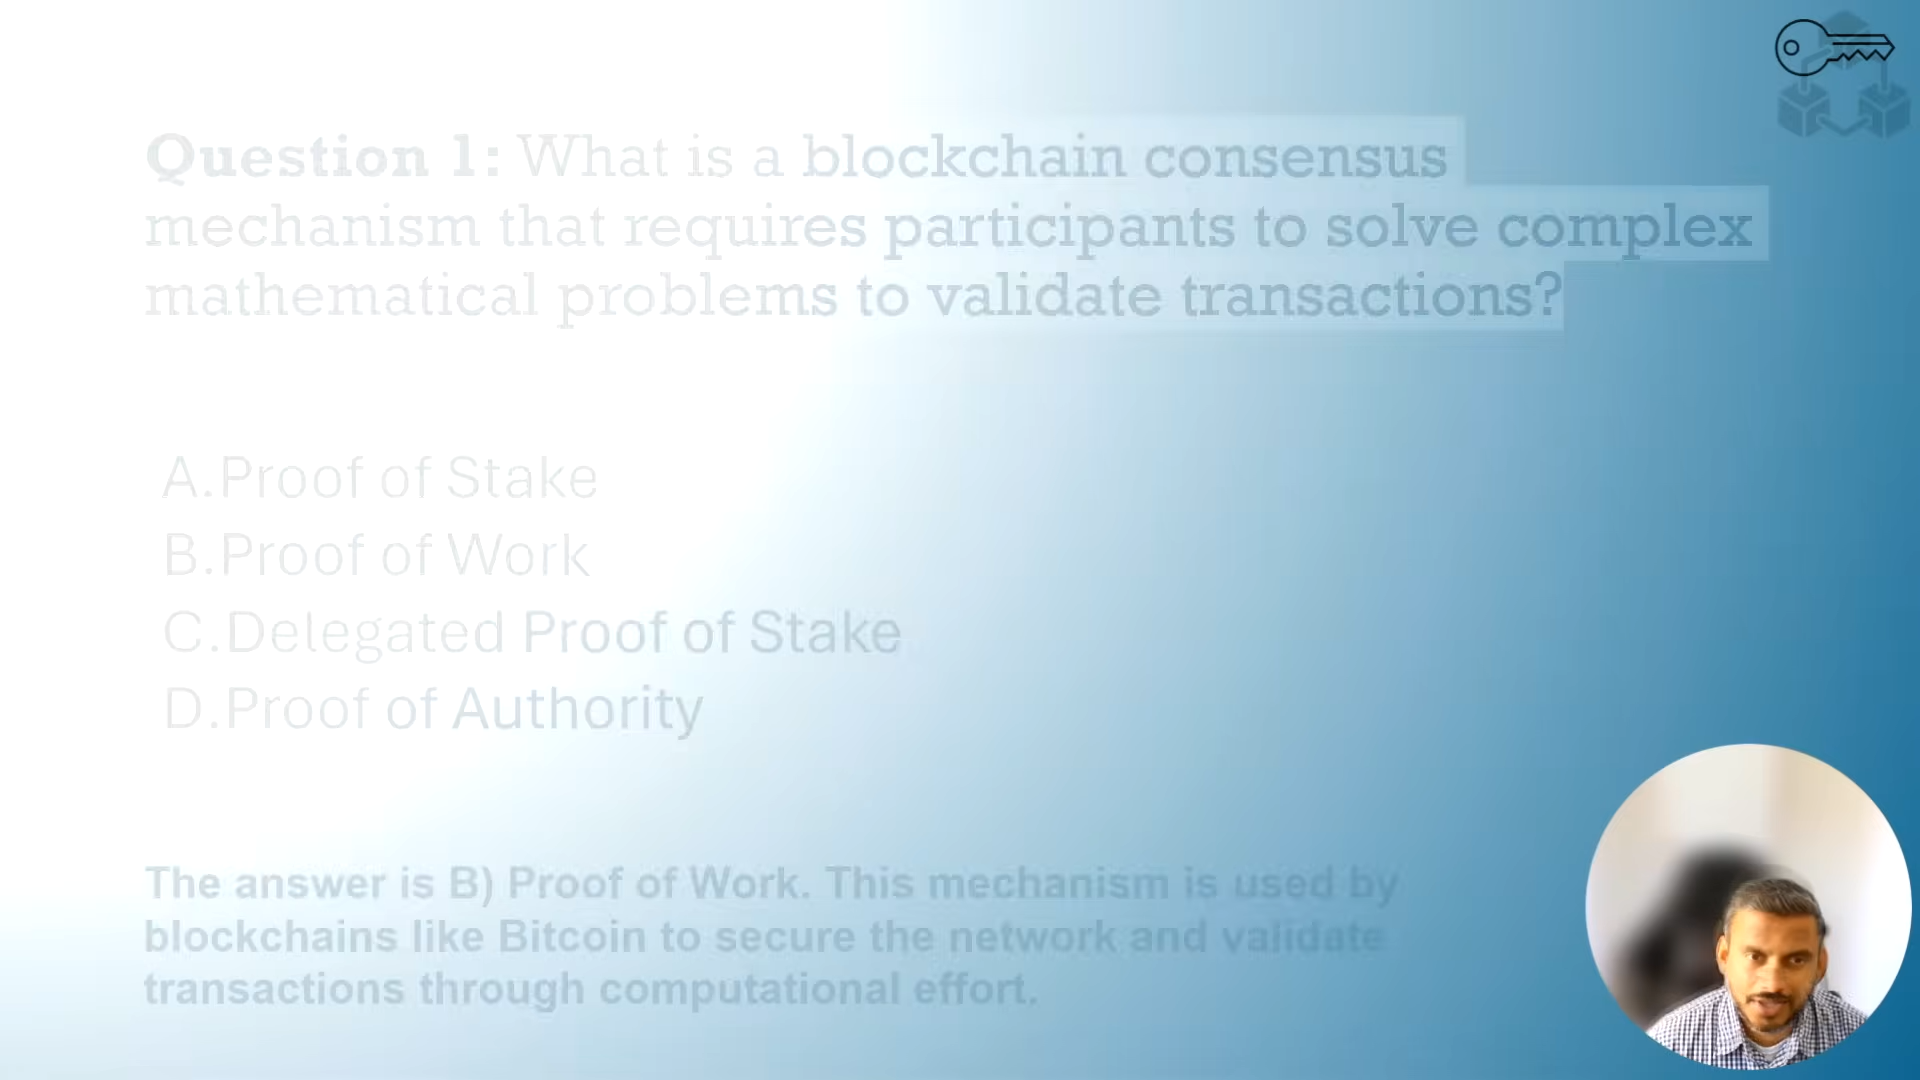 Question 1: What is a blockchain consensus
mechanism that requires participants to solve complex
mathematical problems to validate transactions?
A.Proof of Stake
B.Proof of Work
C.Delegated Proof of Stake
D.Proof of Authority
The answer is B) Proof of Work. This mechanism is used by
blockchains like Bitcoin to secure the network and validate
transactions through computational effort.